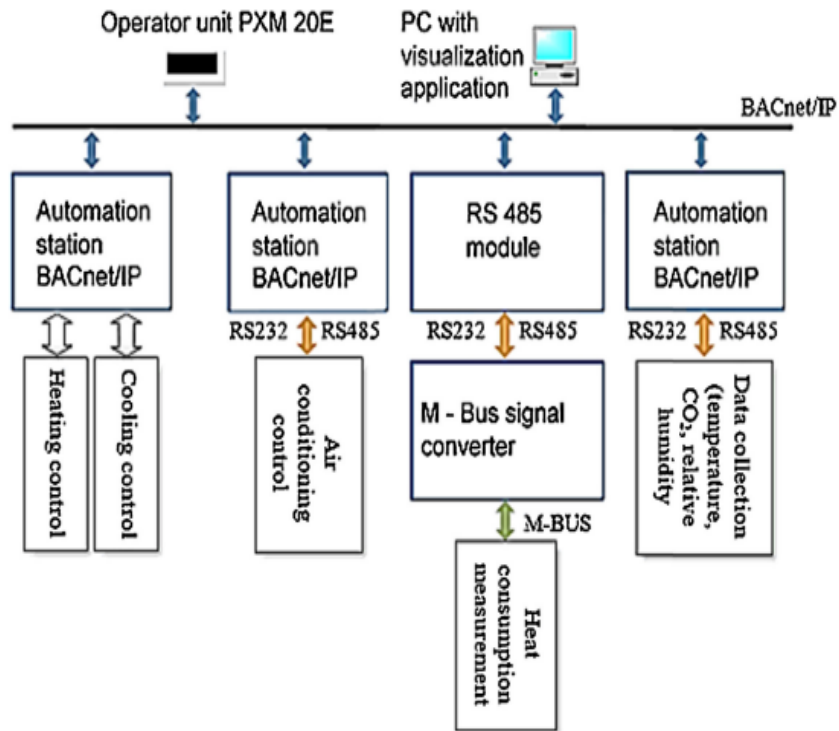 Operator unit PXM 20E
PC with
visualization
application
BACnet/IP
Automation
station
BACnet/IP
Automation
station
BACnet/IP
RS 485
module
Automation
station
BACnet/IP
RS232 RS485
RS232 RS485
RS232 RS485
Heating control
Cooling control
Air
conditioning
control
M - Bus signal
converter
Data collection
(temperature,
CO₂, relative
humidity
M-BUS
Heat
consumption
measurement